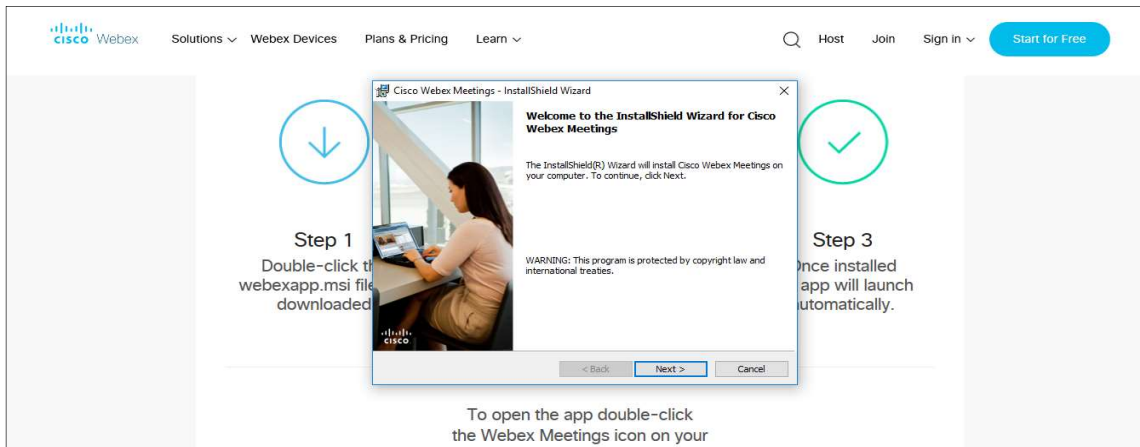 CISCO Webex
Solutions Webex Devices Plans & Pricing Learn Host Join Sign in Start for Free
Cisco Webex Meetings - InstallShield Wizard
Welcome to the InstallShield Wizard for Cisco
Webex Meetings
The InstallShield(R) Wizard will install Cisco Webex Meetings on
your computer. To continue, click Next.
WARNING: This program is protected by copyright law and
international treaties.
CISCO
< Back Next > Cancel
Step 1
Double-click
webexapp.msi file
downloaded
Step 3
installed
app will launch
To open the app double-click
the Webex Meetings icon on your